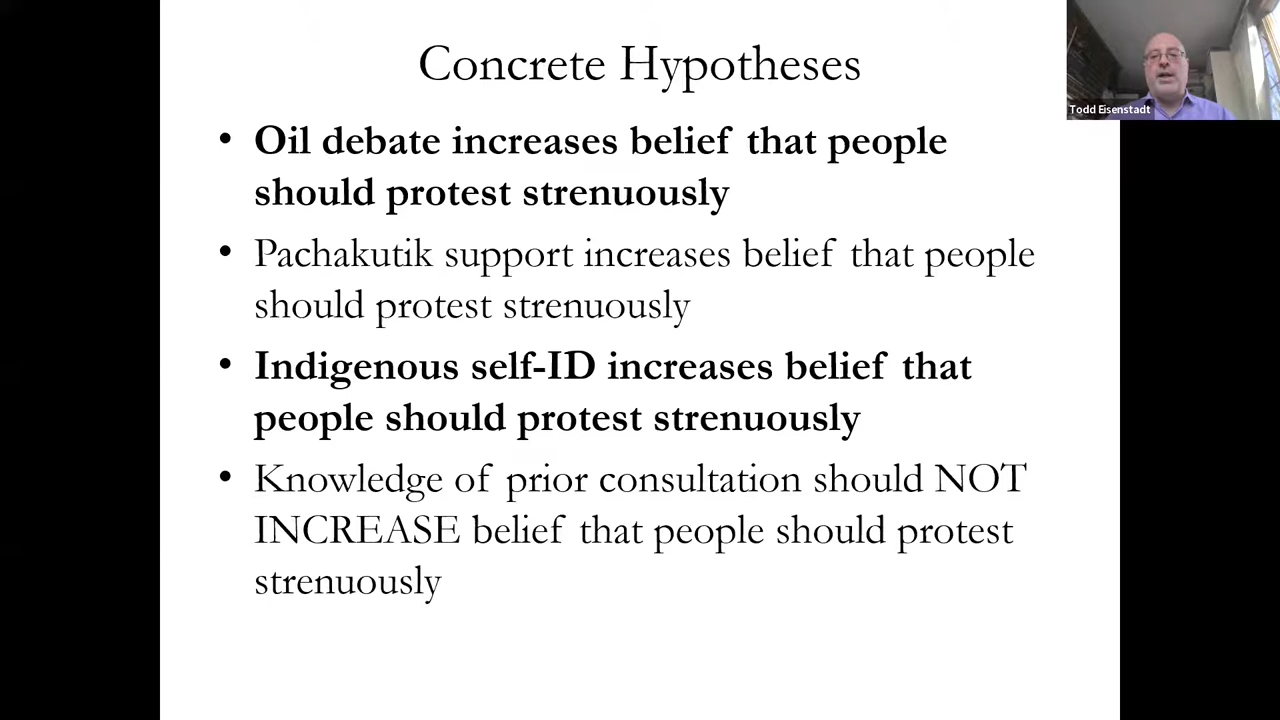 Concrete Hypotheses
Todd Eisenstadt
• Oil debate increases belief that people
should protest strenuously
• Pachakutik support increases belief that people
should protest strenuously
• Indigenous self-ID increases belief that
people should protest strenuously
• Knowledge of prior consultation should NOT
INCREASE belief that people should protest
strenuously